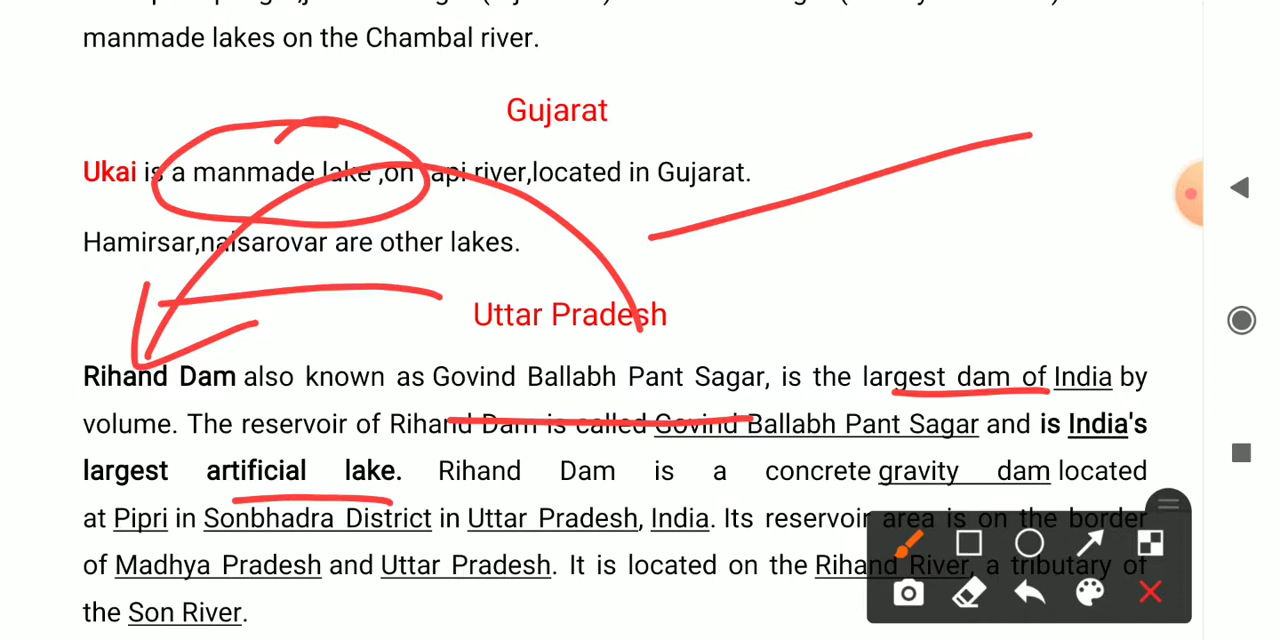 manmade lakes on the Chambal river.
Gujarat
Ukai is a manmade lake ,on Tapi river,located in Gujarat.
Hamirsar,nalsarovar are other lakes.
Uttar Pradesh
Rihand Dam also known as Govind Ballabh Pant Sagar, is the largest dam of India by
volume. The reservoir of Rihand Dam is called Govind Ballabh Pant Sagar and is India's
largest artificial lake. Rihand Dam is a concrete gravity dam located
at Pipri in Sonbhadra District in Uttar Pradesh, India. Its reservoir area is on the border
of Madhya Pradesh and Uttar Pradesh. It is located on the Rihand River, a tributary of
the Son River.